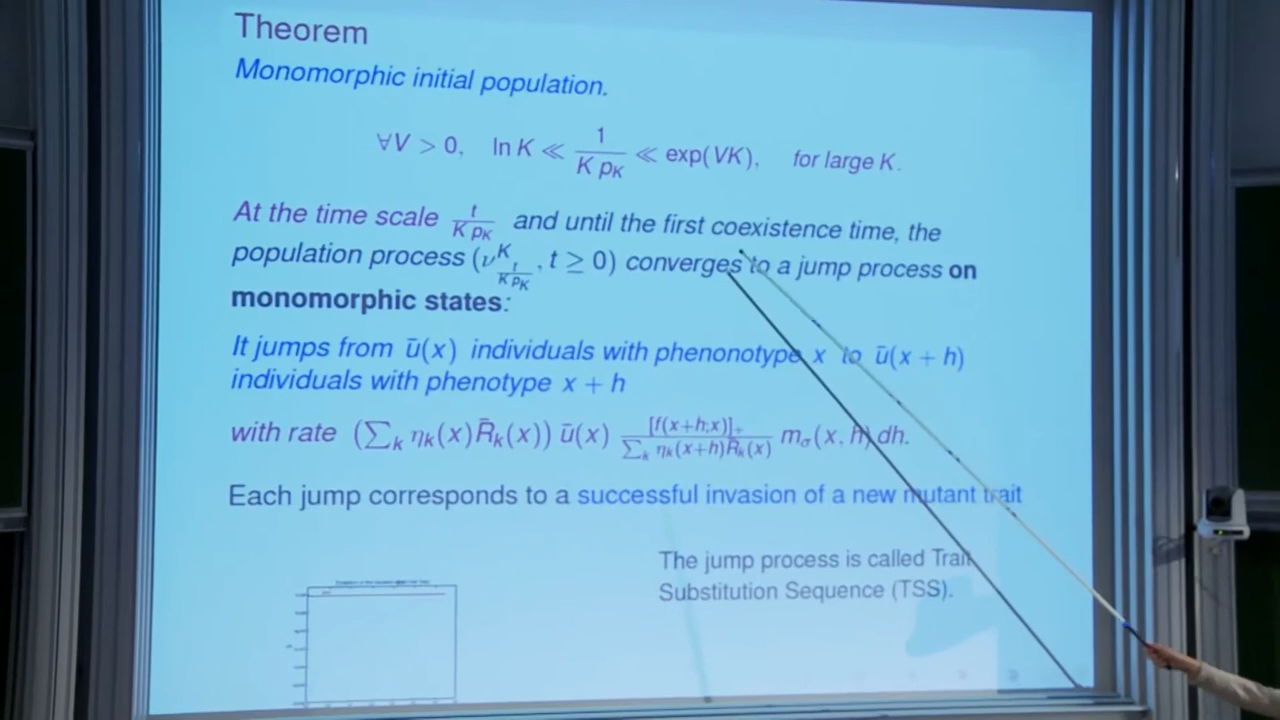 Theorem
Monomorphic initial population.
∀V > 0, ln K ≪ 1/(K p_K) ≪ exp(VK), for large K.
At the time scale t/(K p_K) and until the first coexistence time, the
population process (ν^K_{t/(K p_K)}, t ≥ 0) converges to a jump process on
monomorphic states:
It jumps from ū(x) individuals with phenonotype x to ū(x + h)
individuals with phenotype x + h
with rate (∑_k η_k(x)R̄_k(x)) ū(x) [f(x+h;x)]_+ / ∑_k η_k(x+h)R̄_k(x) m_σ(x, h) dh.
Each jump corresponds to a successful invasion of a new mutant trait
The jump process is called Trait
Substitution Sequence (TSS).